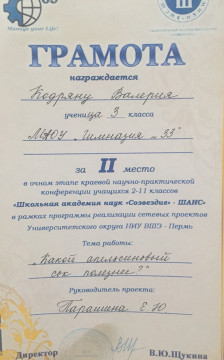 Manage your Life!
ГРАМОТА
награждается
Кодряну Валерия
ученица 3 класса
МАОУ "Гимназия № 33"
за II место
в очном этапе краевой научно-практической
конференции учащихся 2-11 классов
«Школьная академия наук «Созвездие» - ШАНС»
в рамках программы реализации сетевых проектов
Университетского округа НИУ ВШЭ - Пермь
Тема работы:
"Какой апельсиновый
сок полезнее?"
Руководитель проекта:
Парашина Е Ю
Директор В.Ю.Щукина